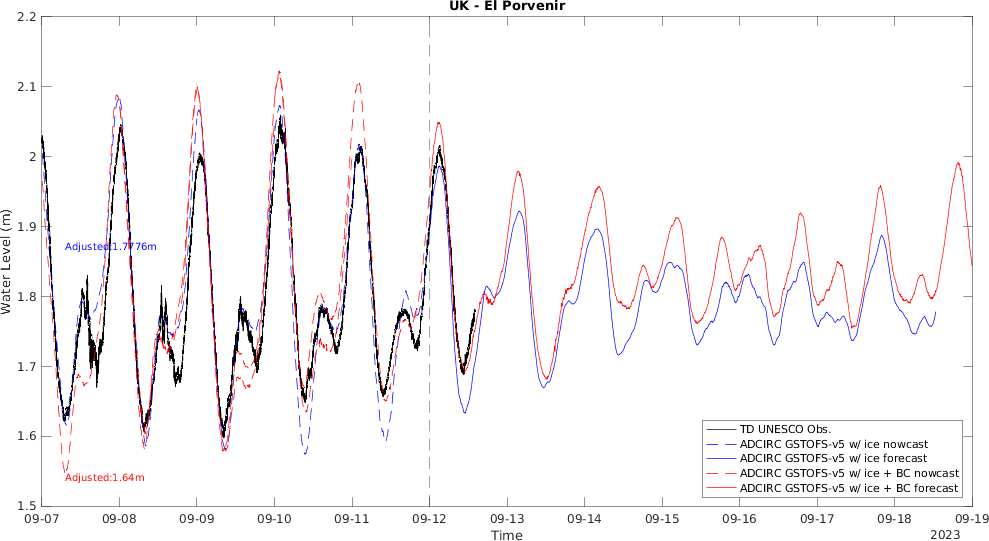 UK - El Porvenir
2.2
2.1
2
1.9
1.8
1.7
1.6
1.5
Water Level (m)
Adjusted:1.7776m
Adjusted:1.64m
TD UNESCO Obs.
ADCIRC GSTOFS-v5 w/ ice nowcast
ADCIRC GSTOFS-v5 w/ ice forecast
ADCIRC GSTOFS-v5 w/ ice + BC nowcast
ADCIRC GSTOFS-v5 w/ ice + BC forecast
09-07 09-08 09-09 09-10 09-11 09-12 09-13 09-14 09-15 09-16 09-17 09-18 09-19
Time
2023